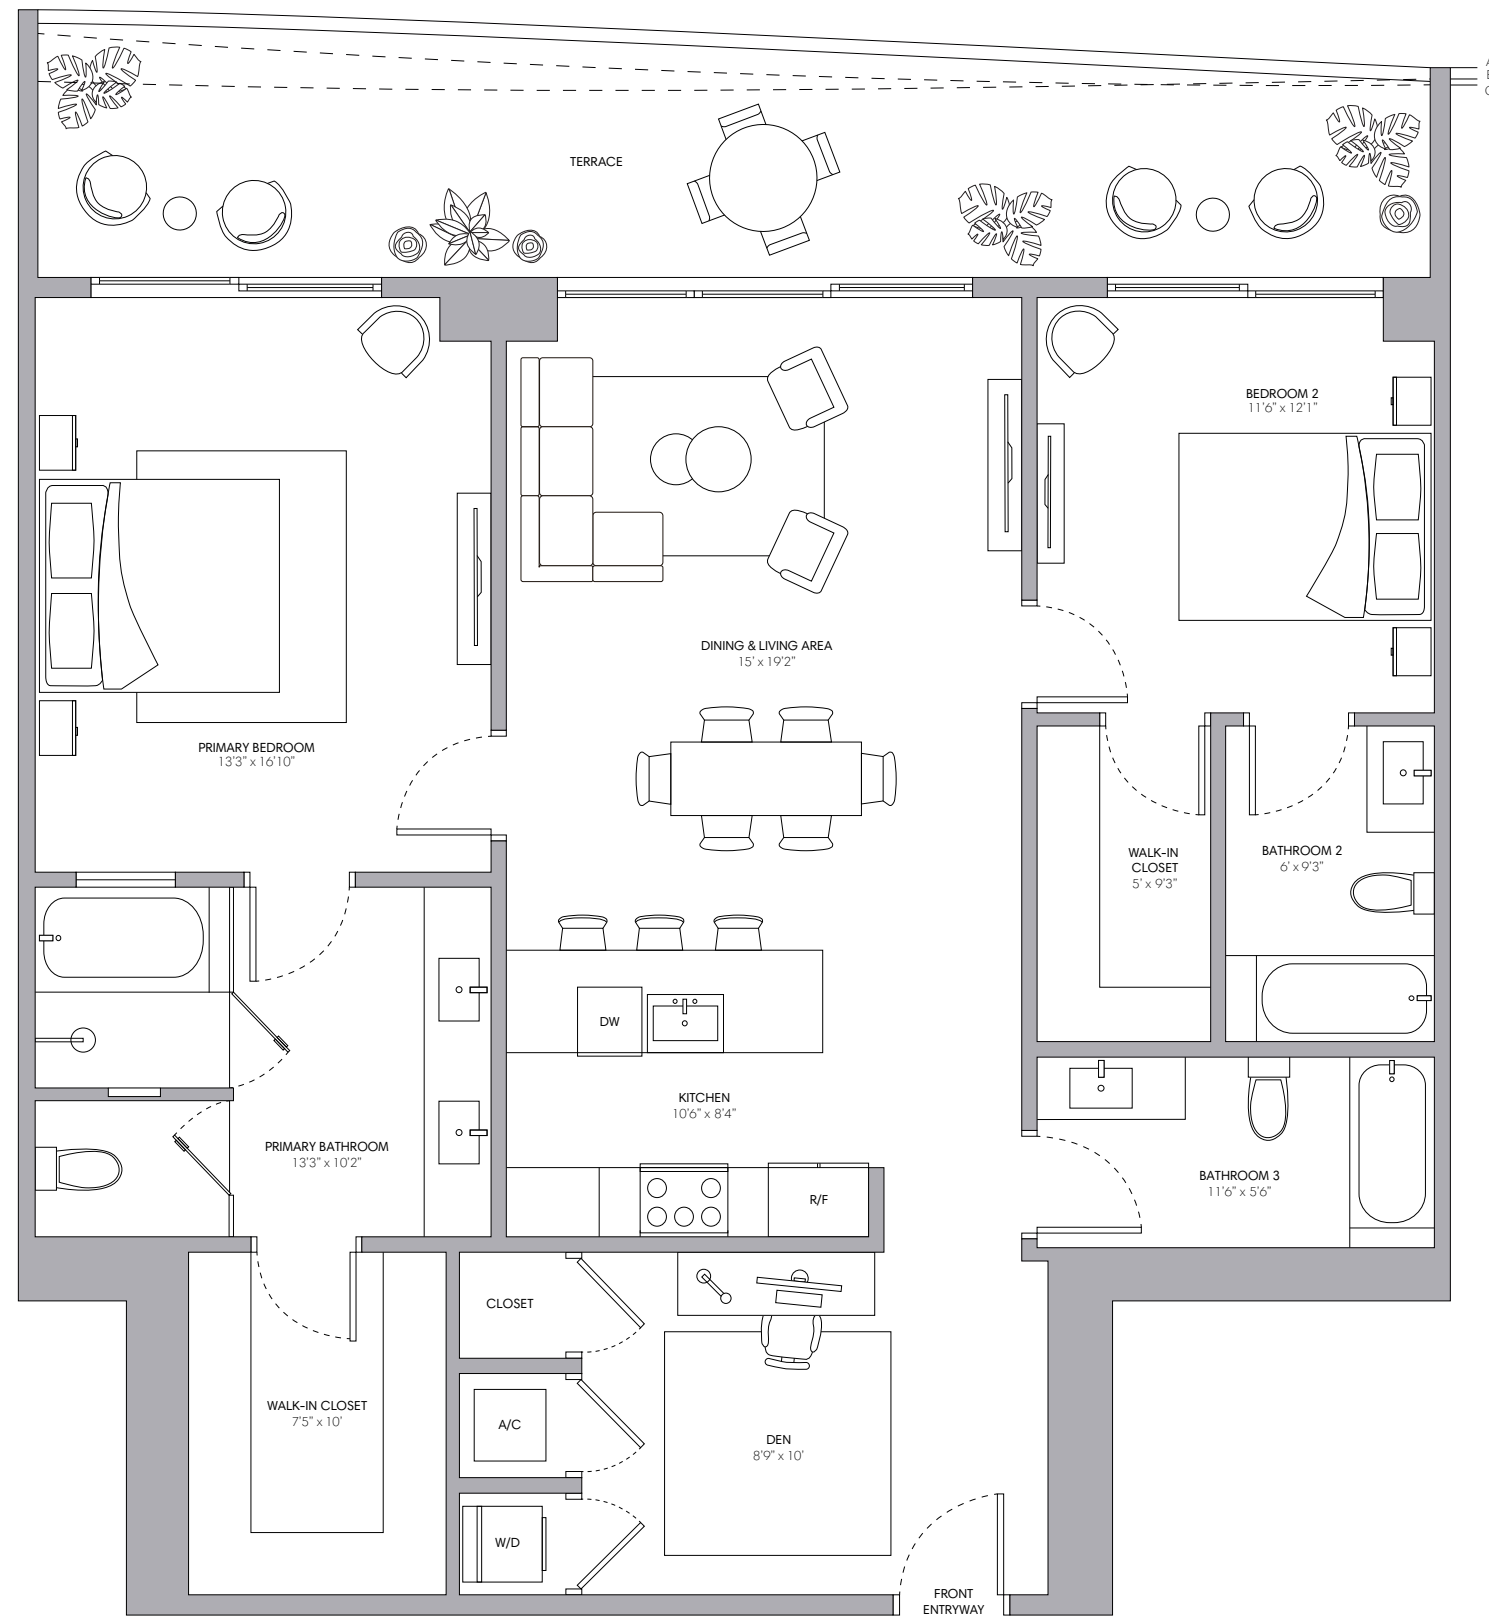 TERRACE
BEDROOM 2
11'6" x 12'1"
DINING & LIVING AREA
15' x 19'2"
PRIMARY BEDROOM
13'3" x 16'10"
WALK-IN
CLOSET
5' x 9'3"
BATHROOM 2
6' x 9'3"
DW
KITCHEN
10'6" x 8'4"
PRIMARY BATHROOM
13'3" x 10'2"
BATHROOM 3
11'6" x 5'6"
R/F
CLOSET
WALK-IN CLOSET
7'5" x 10'
A/C
DEN
8'9" x 10'
W/D
FRONT
ENTRYWAY